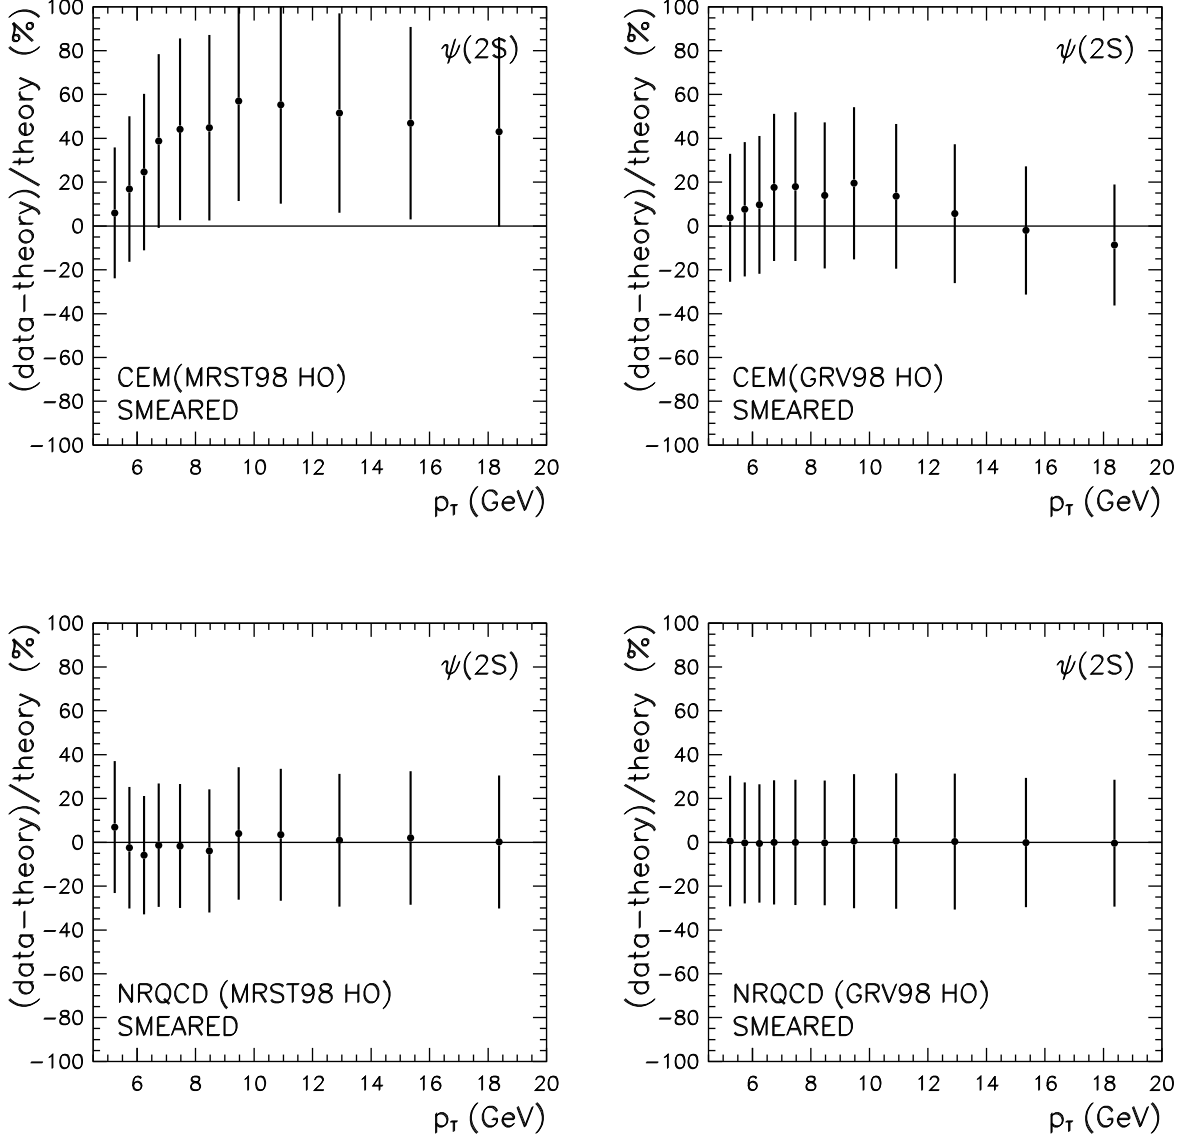 (data−theory)/theory (%)
100
80
60
40
20
0
−20
−40
−60
−80
−100
ψ(2S)
CEM(MRST98 HO)
SMEARED
6 8 10 12 14 16 18 20
p_T (GeV)
(data−theory)/theory (%)
100
80
60
40
20
0
−20
−40
−60
−80
−100
ψ(2S)
CEM(GRV98 HO)
SMEARED
6 8 10 12 14 16 18 20
p_T (GeV)
(data−theory)/theory (%)
100
80
60
40
20
0
−20
−40
−60
−80
−100
ψ(2S)
NRQCD (MRST98 HO)
SMEARED
6 8 10 12 14 16 18 20
p_T (GeV)
(data−theory)/theory (%)
100
80
60
40
20
0
−20
−40
−60
−80
−100
ψ(2S)
NRQCD (GRV98 HO)
SMEARED
6 8 10 12 14 16 18 20
p_T (GeV)